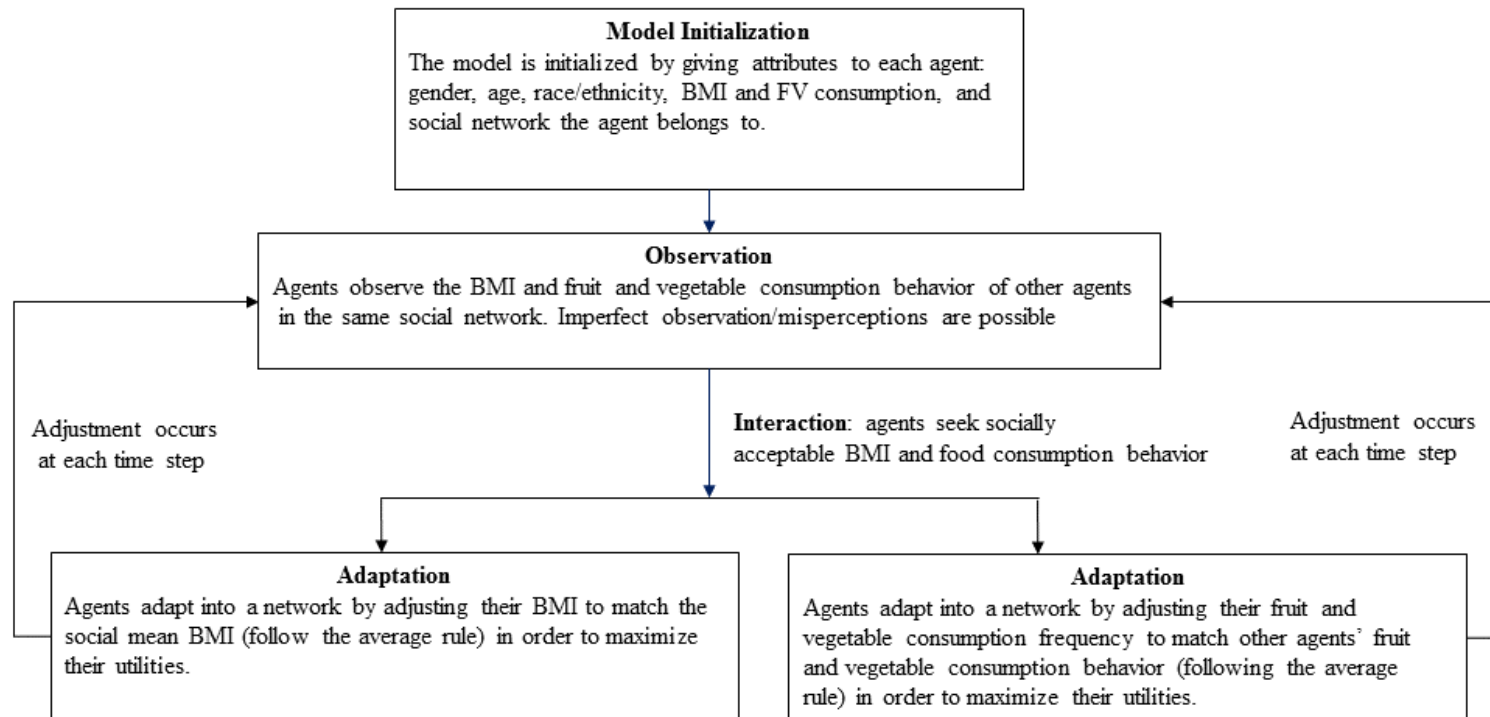 Model Initialization
The model is initialized by giving attributes to each agent:
gender, age, race/ethnicity, BMI and FV consumption, and
social network the agent belongs to.
Observation
Agents observe the BMI and fruit and vegetable consumption behavior of other agents
in the same social network. Imperfect observation/misperceptions are possible
Adjustment occurs
at each time step
Interaction: agents seek socially
acceptable BMI and food consumption behavior
Adjustment occurs
at each time step
Adaptation
Agents adapt into a network by adjusting their BMI to match the
social mean BMI (follow the average rule) in order to maximize
their utilities.
Adaptation
Agents adapt into a network by adjusting their fruit and
vegetable consumption frequency to match other agents’ fruit
and vegetable consumption behavior (following the average
rule) in order to maximize their utilities.